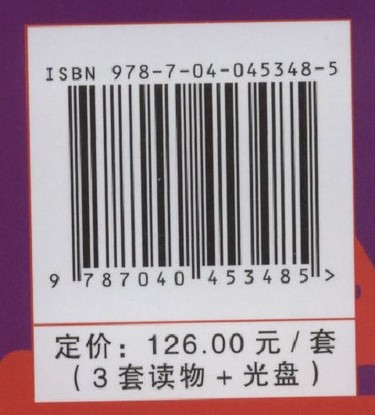 ISBN 978-7-04-045348-5
9 787040 453485 >
定价：126.00 元 / 套
（3 套读物 + 光盘）